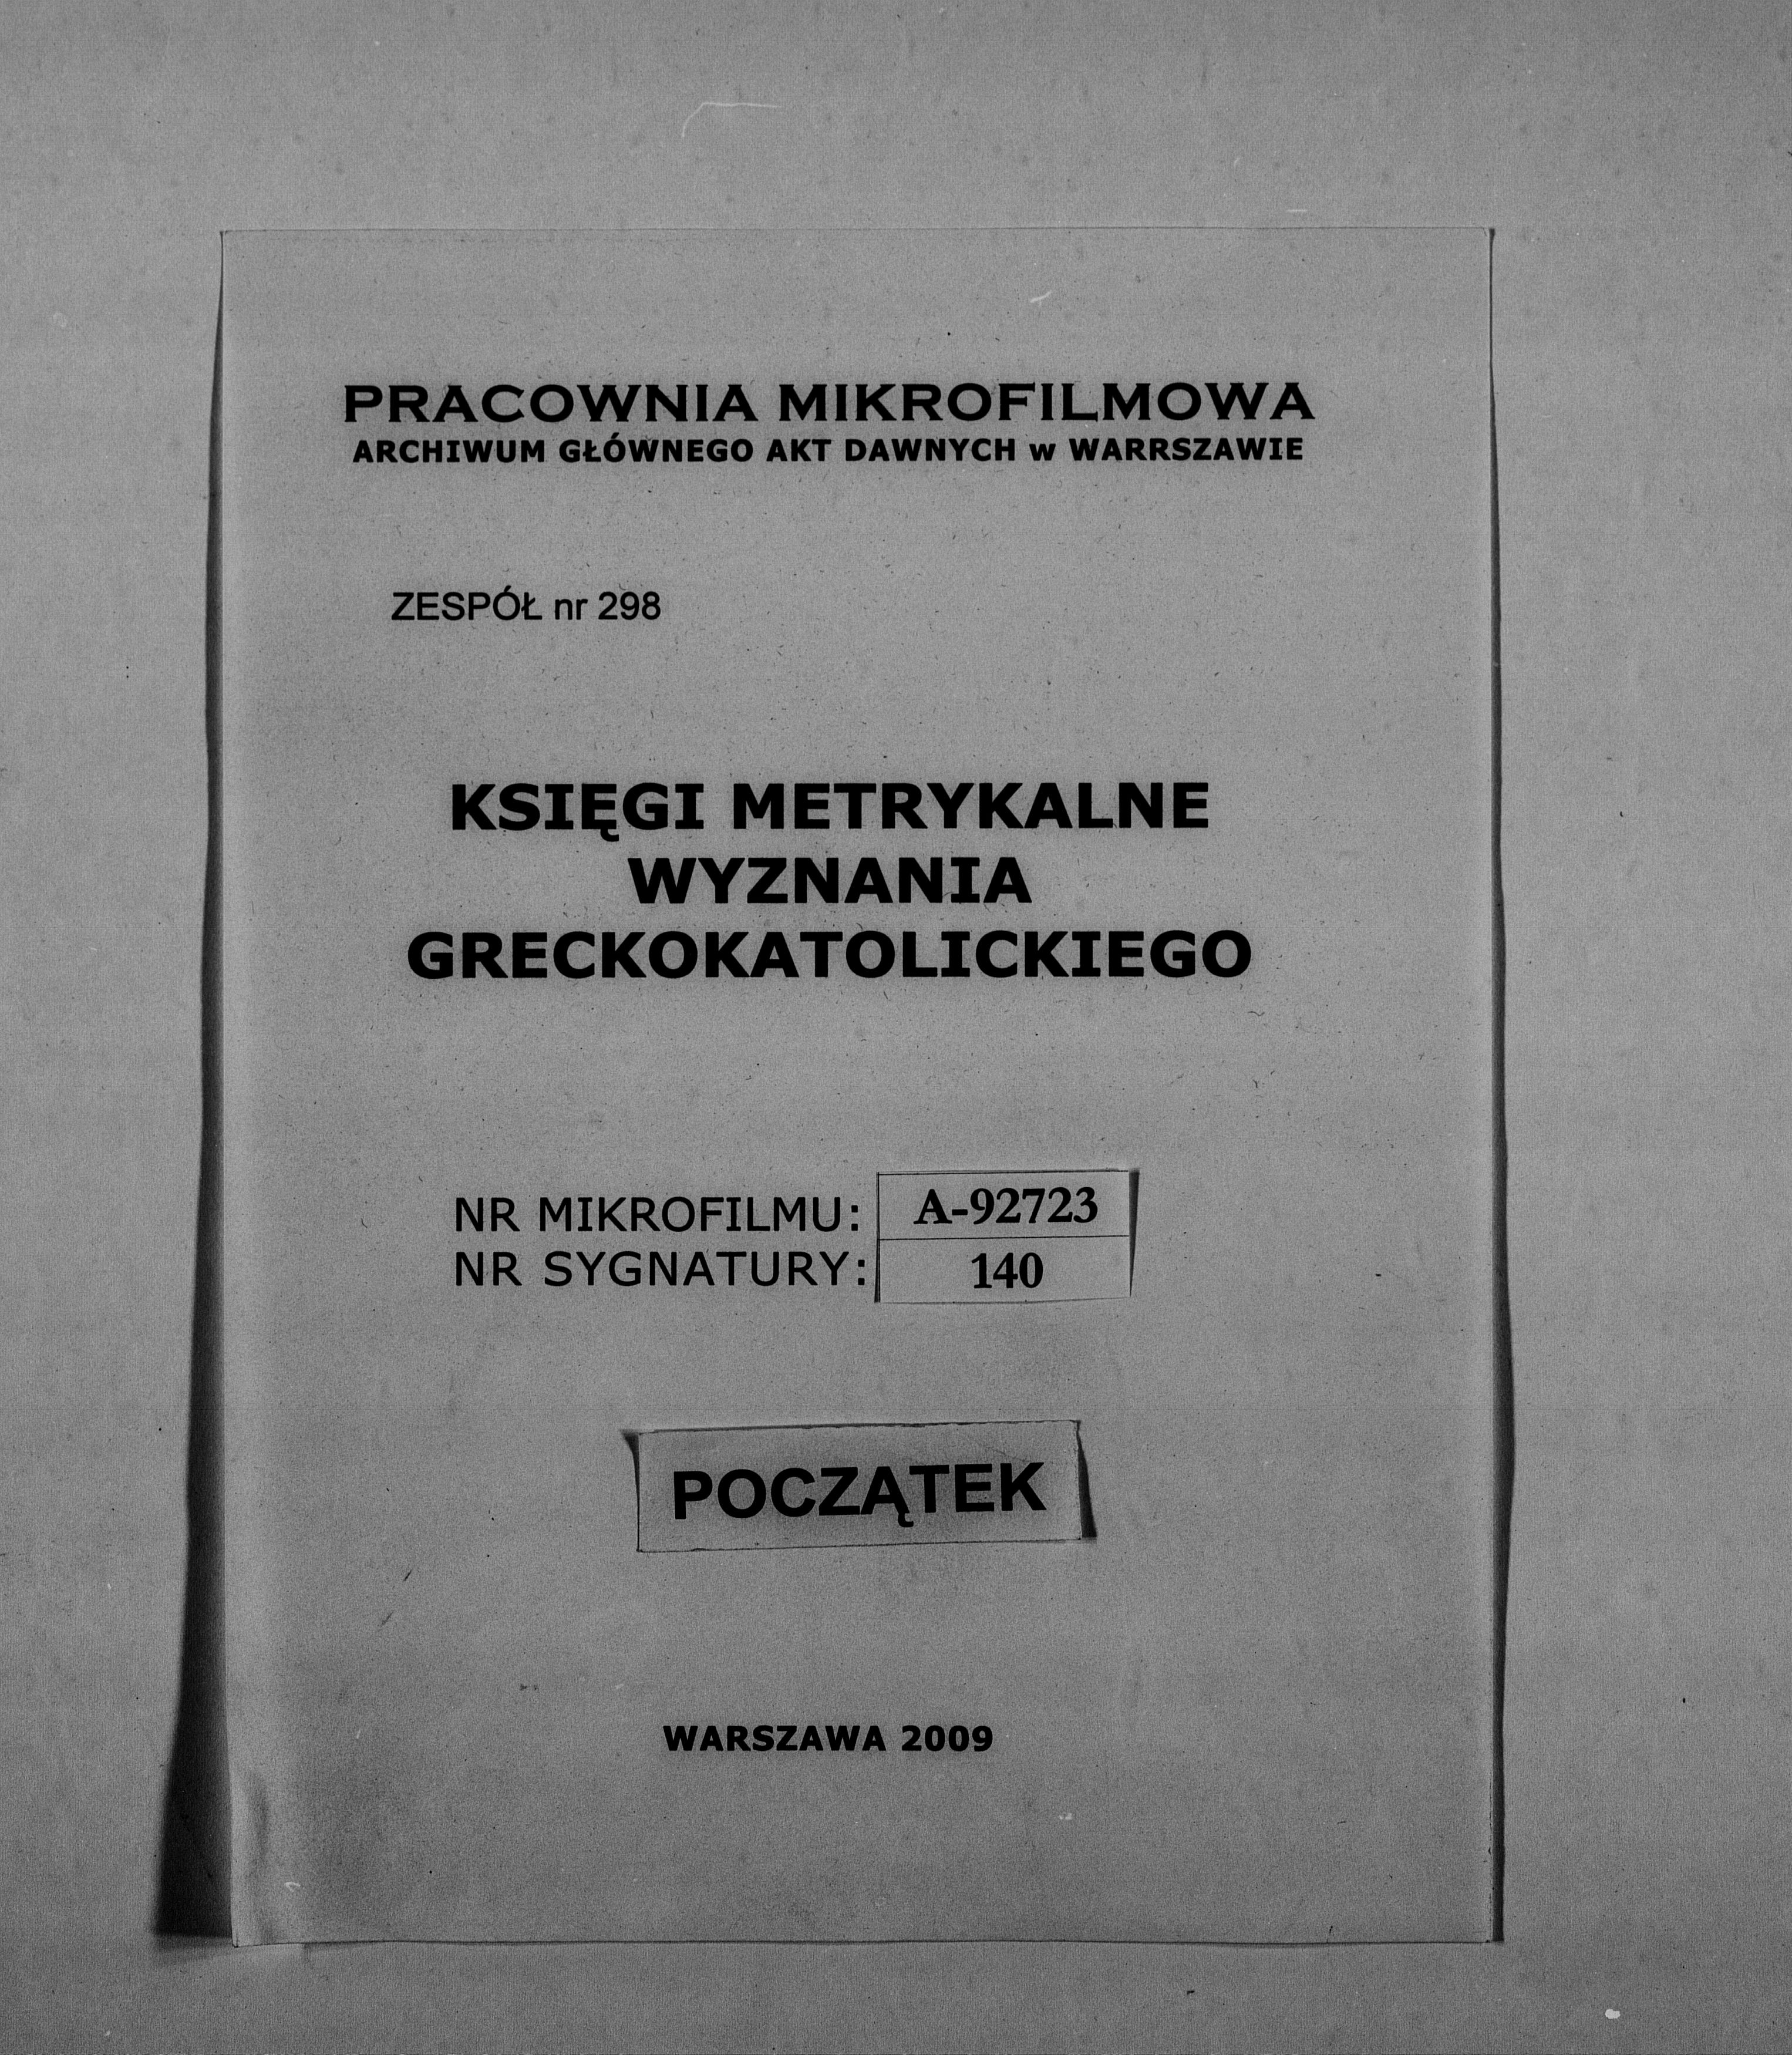 PRACOWNIA MIKROFILMOWA
ARCHIWUM GŁÓWNEGO AKT DAWNYCH w WARRSZAWIE
ZESPÓŁ nr 298
KSIĘGI METRYKALNE
WYZNANIA
GRECKOKATOLICKIEGO
NR MIKROFILMU: A-92723
NR SYGNATURY: 140
POCZĄTEK
WARSZAWA 2009